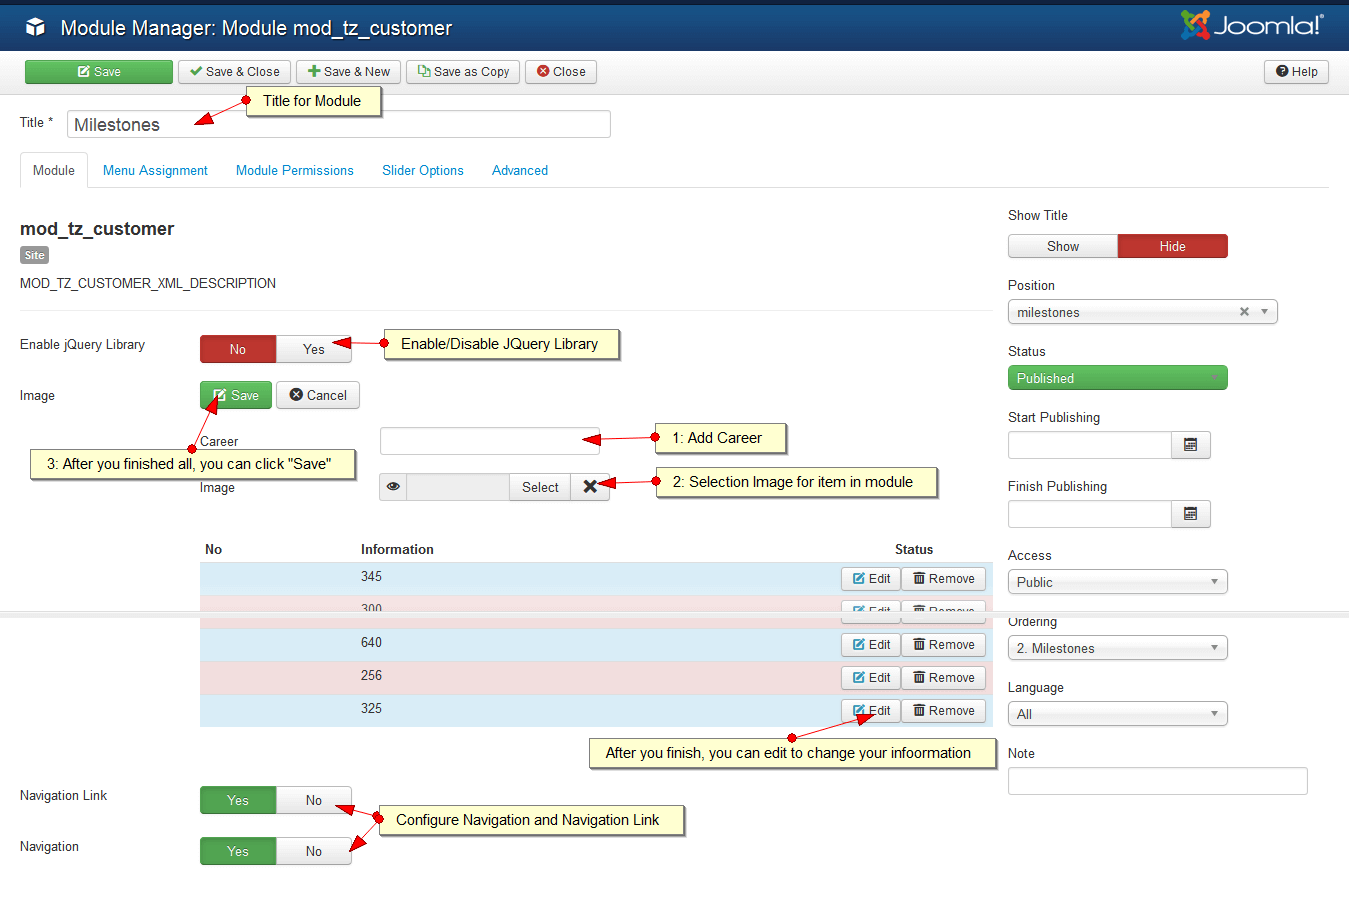 Module Manager: Module mod_tz_customer
Joomla!®
Save
Save & Close
Save & New
Save as Copy
Close
Help
Title for Module
Title *
Milestones
Module
Menu Assignment
Module Permissions
Slider Options
Advanced
mod_tz_customer
Site
MOD_TZ_CUSTOMER_XML_DESCRIPTION
Enable jQuery Library
No
Yes
Enable/Disable JQuery Library
Image
Save
Cancel
Career
1: Add Career
3: After you finished all, you can click "Save"
Image
Select
2: Selection Image for item in module
No
Information
Status
345
Edit
Remove
300
Edit
Remove
640
Edit
Remove
256
Edit
Remove
325
Edit
Remove
After you finish, you can edit to change your infoormation
Navigation Link
Yes
No
Configure Navigation and Navigation Link
Navigation
Yes
No
Show Title
Show
Hide
Position
milestones
Status
Published
Start Publishing
Finish Publishing
Access
Public
Ordering
2. Milestones
Language
All
Note